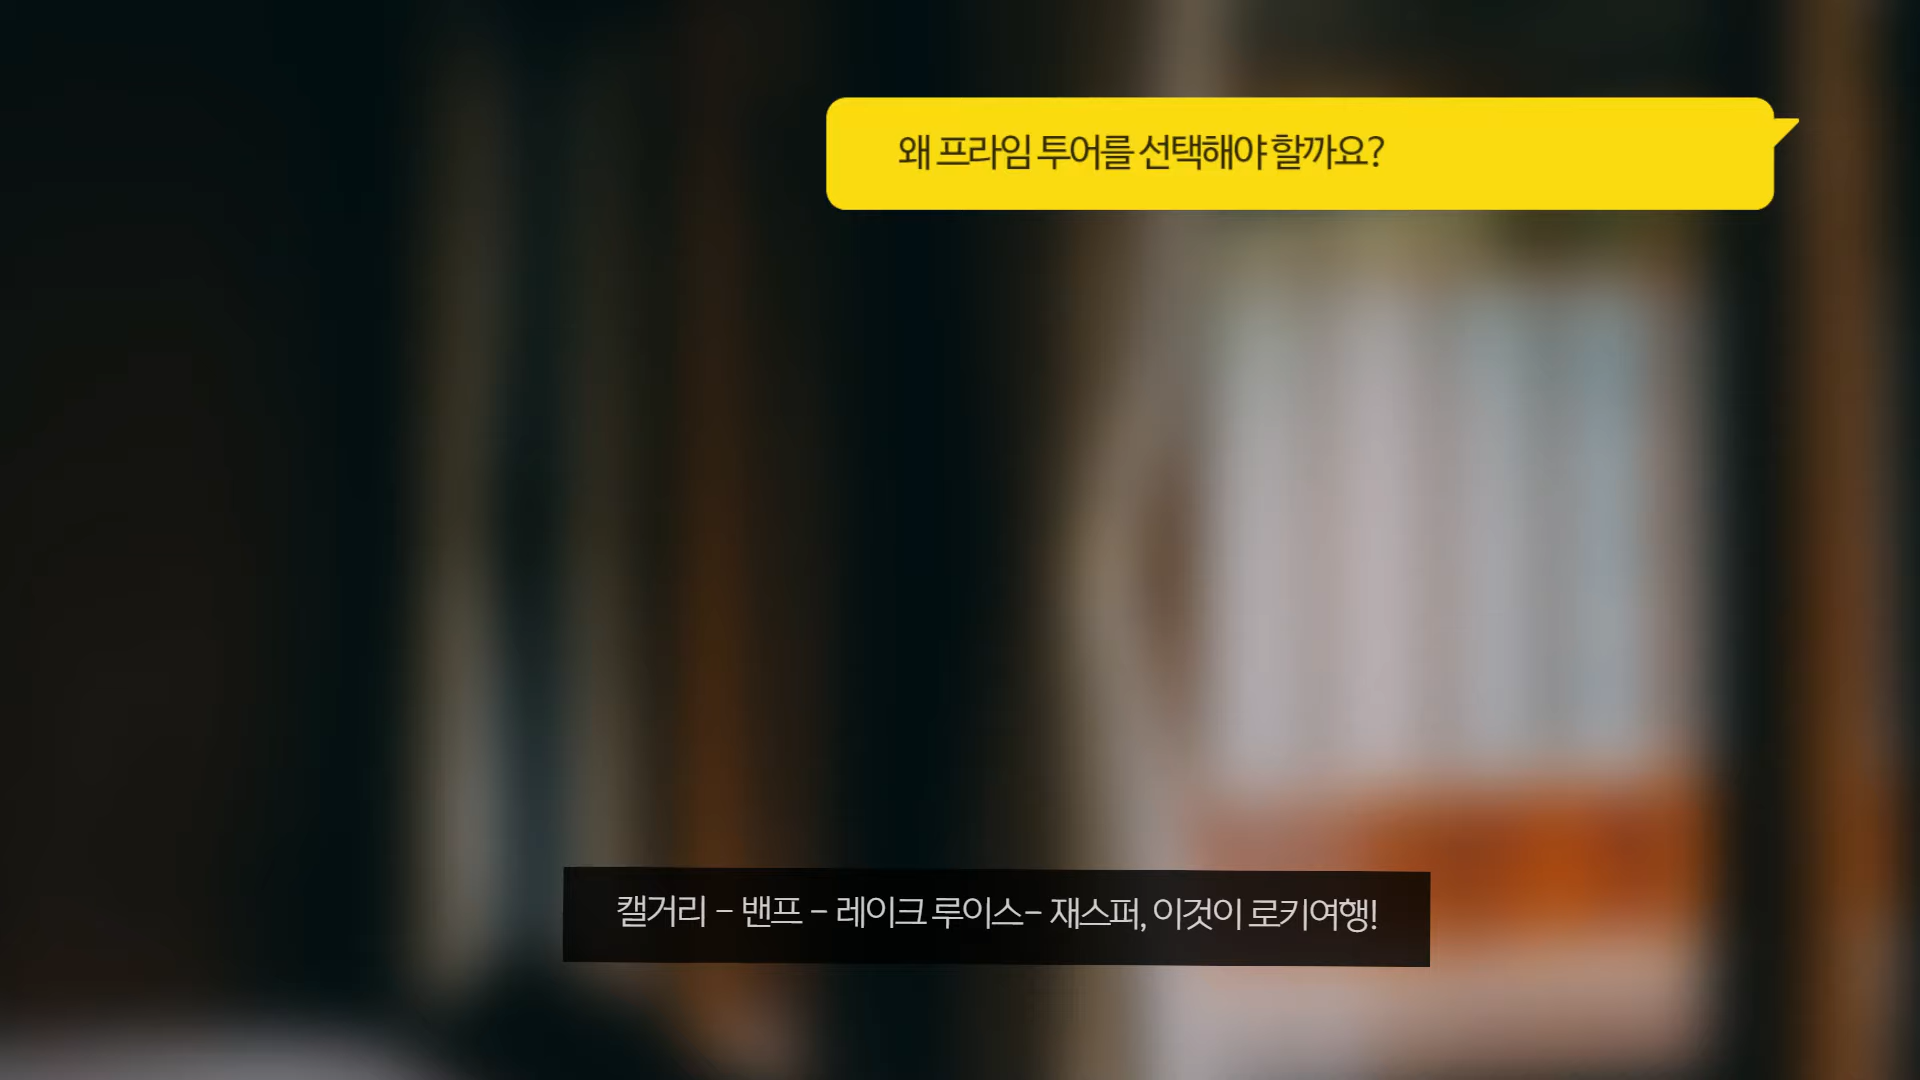 왜 프라임 투어를 선택해야 할까요?
캘거리 – 밴프 – 레이크 루이스– 재스퍼, 이것이 로키여행!